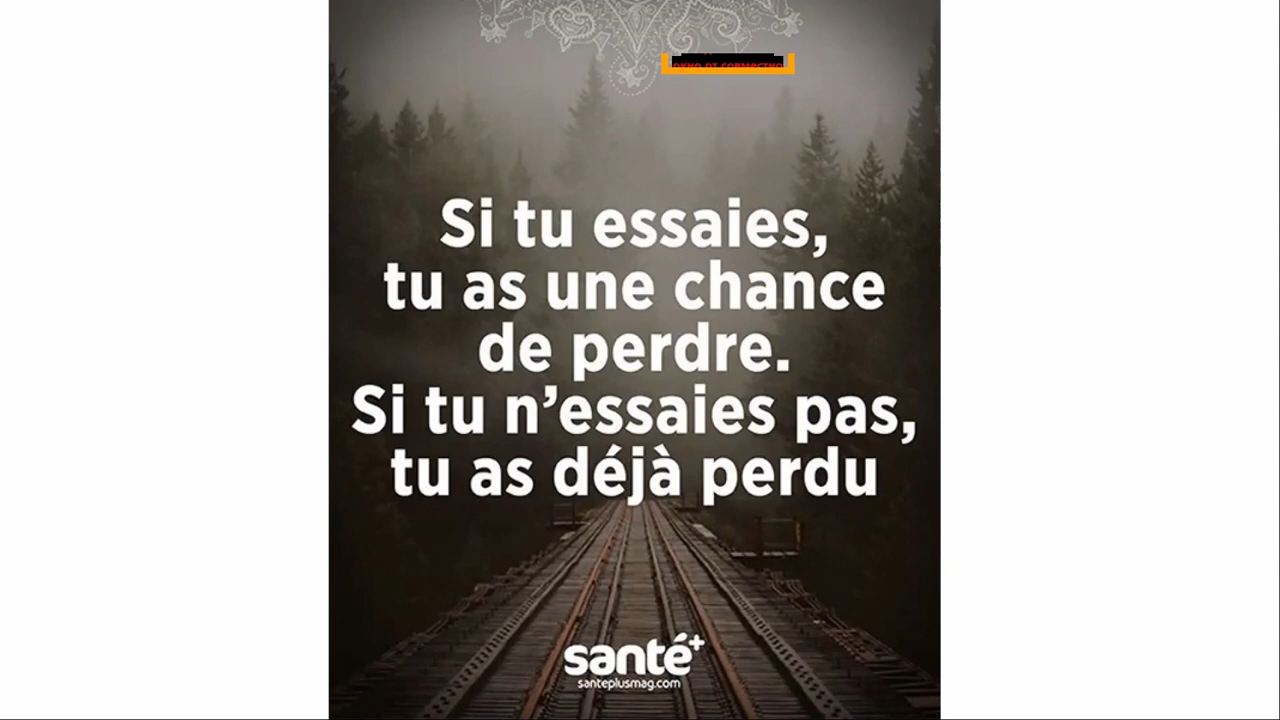 Si tu essaies,
tu as une chance
de perdre.
Si tu n’essaies pas,
tu as déjà perdu
santé+
santeplusmag.com